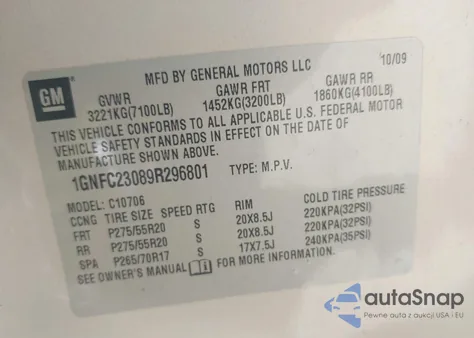 GM
MFD BY GENERAL MOTORS LLC
10/09
GVWR GAWR FRT GAWR RR
3221KG(7100LB) 1452KG(3200LB) 1860KG(4100LB)
THIS VEHICLE CONFORMS TO ALL APPLICABLE U.S. FEDERAL MOTOR
VEHICLE SAFETY STANDARDS IN EFFECT ON THE DATE OF
MANUFACTURE SHOWN ABOVE.
1GNFC23089R296801 TYPE: M.P.V.
MODEL: C10706
CCNG TIRE SIZE SPEED RTG RIM COLD TIRE PRESSURE
FRT P275/55R20 S 20X8.5J 220KPA(32PSI)
RR P275/55R20 S 20X8.5J 220KPA(32PSI)
SPA P265/70R17 S 17X7.5J 240KPA(35PSI)
SEE OWNER'S MANUAL FOR MORE INFORMATION.
autoSnap
Pewne auta z aukcji USA i EU